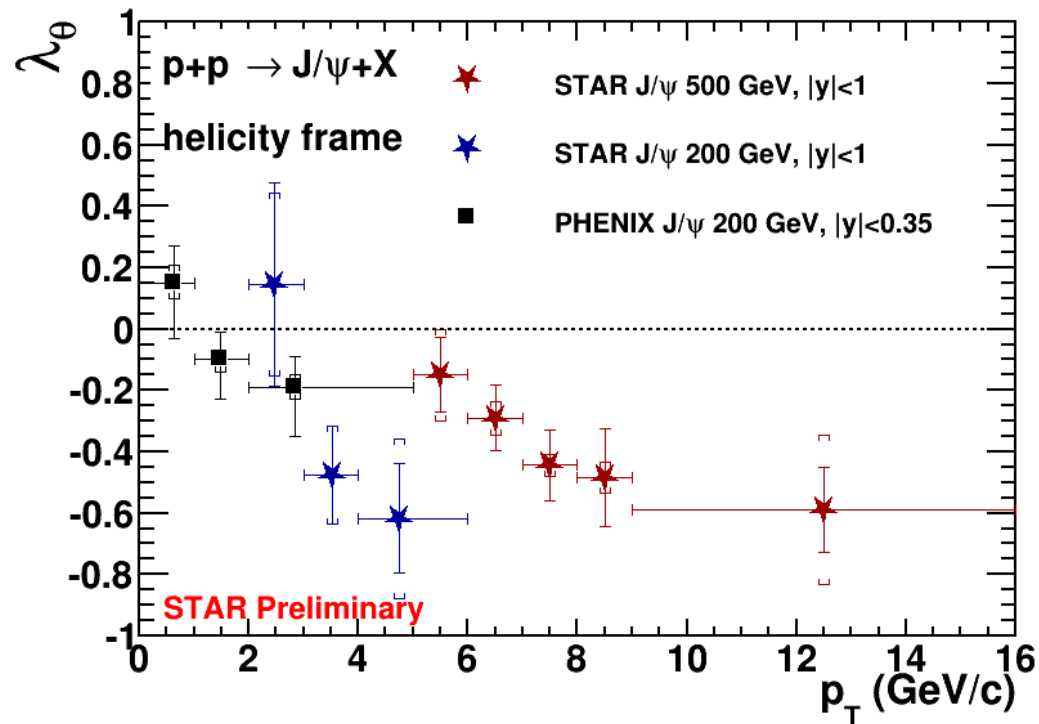 λθ
p+p → J/ψ+X
helicity frame
STAR J/ψ 500 GeV, |y|<1
STAR J/ψ 200 GeV, |y|<1
PHENIX J/ψ 200 GeV, |y|<0.35
1
0.8
0.6
0.4
0.2
0
-0.2
-0.4
-0.6
-0.8
-1
STAR Preliminary
0 2 4 6 8 10 12 14 16
pT (GeV/c)